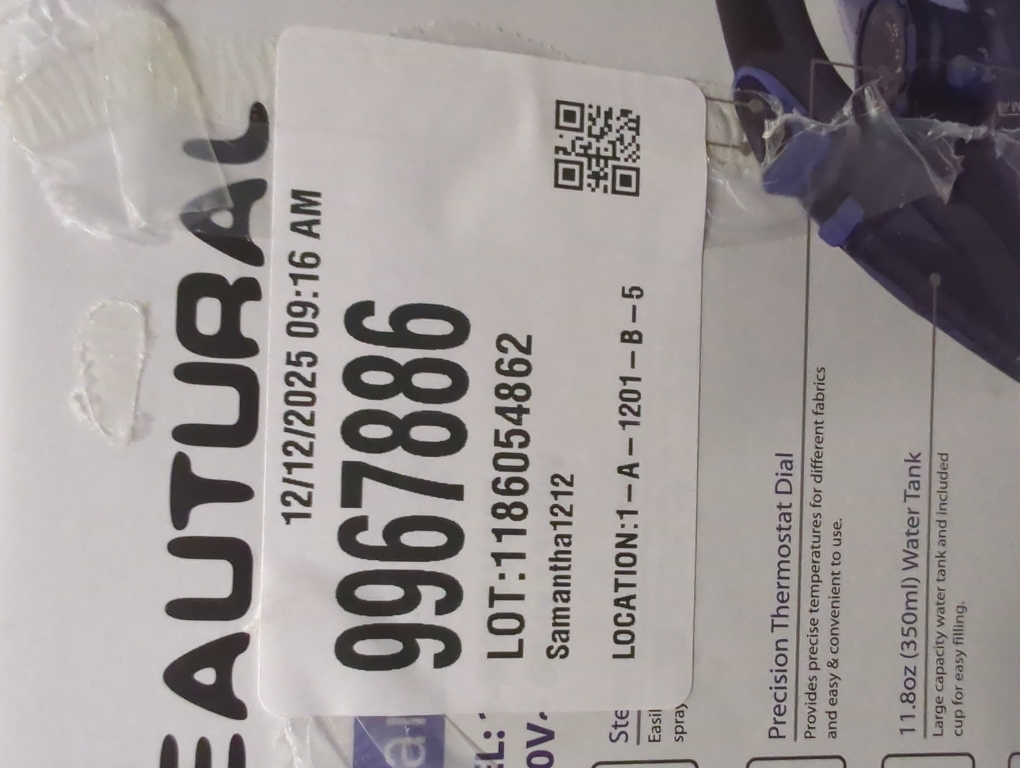 EAUTURAL
12/12/2025 09:16 AM
9967886
LOT:1186054862
Samantha1212
LOCATION:1-A-1201-B-5
Precision Thermostat Dial
Provides precise temperatures for different fabrics
and easy & convenient to use.
11.8oz (350ml) Water Tank
Large capacity water tank and included
cup for easy filling.